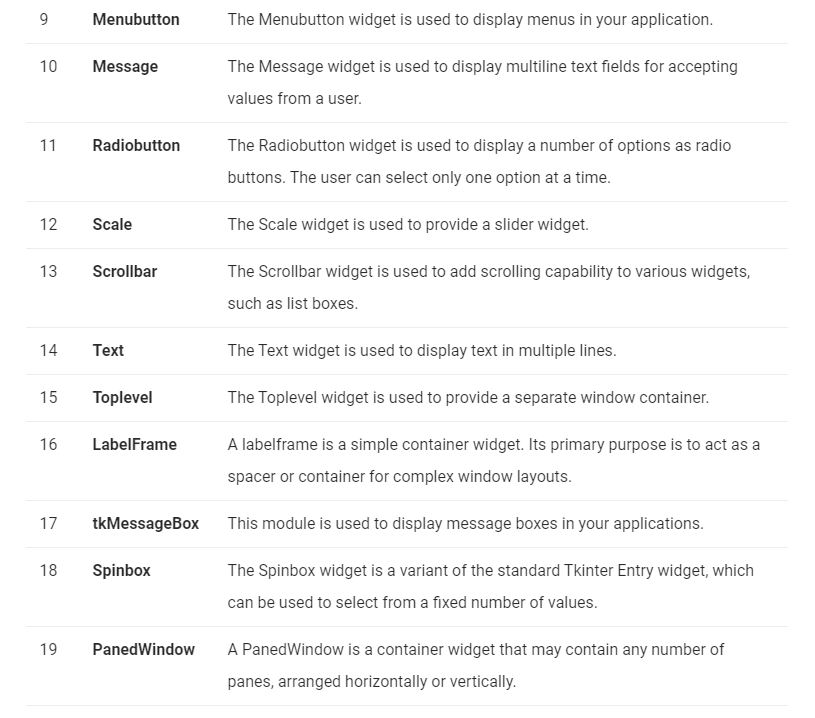 9 Menubutton The Menubutton widget is used to display menus in your application.
10 Message The Message widget is used to display multiline text fields for accepting
values from a user.
11 Radiobutton The Radiobutton widget is used to display a number of options as radio
buttons. The user can select only one option at a time.
12 Scale The Scale widget is used to provide a slider widget.
13 Scrollbar The Scrollbar widget is used to add scrolling capability to various widgets,
such as list boxes.
14 Text The Text widget is used to display text in multiple lines.
15 Toplevel The Toplevel widget is used to provide a separate window container.
16 LabelFrame A labelframe is a simple container widget. Its primary purpose is to act as a
spacer or container for complex window layouts.
17 tkMessageBox This module is used to display message boxes in your applications.
18 Spinbox The Spinbox widget is a variant of the standard Tkinter Entry widget, which
can be used to select from a fixed number of values.
19 PanedWindow A PanedWindow is a container widget that may contain any number of
panes, arranged horizontally or vertically.